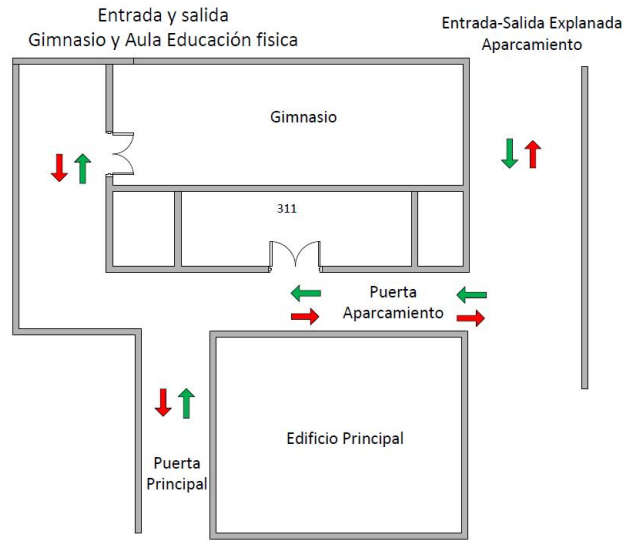 Entrada y salida
Gimnasio y Aula Educación fisica
Entrada-Salida Explanada
Aparcamiento
Gimnasio
311
Puerta
Aparcamiento
Edificio Principal
Puerta
Principal